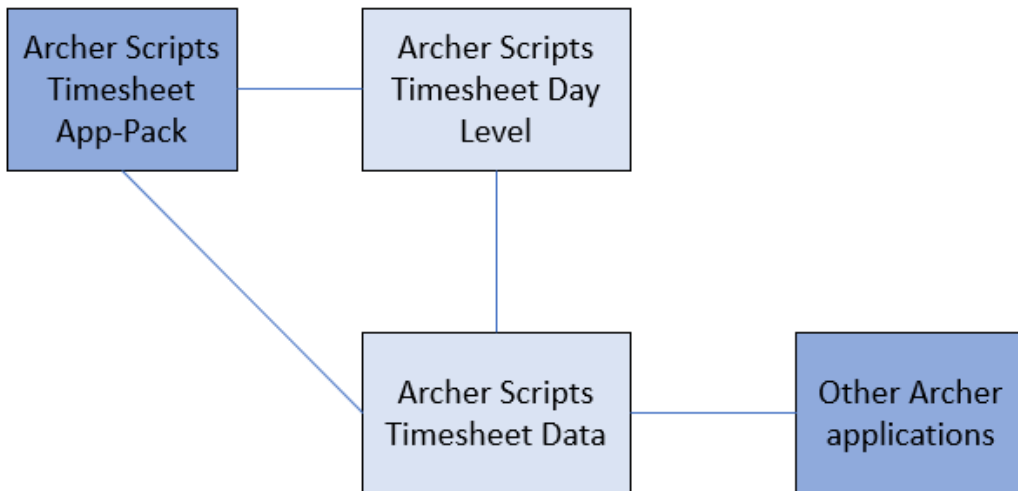 Archer Scripts
Timesheet
App-Pack
Archer Scripts
Timesheet Day
Level
Archer Scripts
Timesheet Data
Other Archer
applications